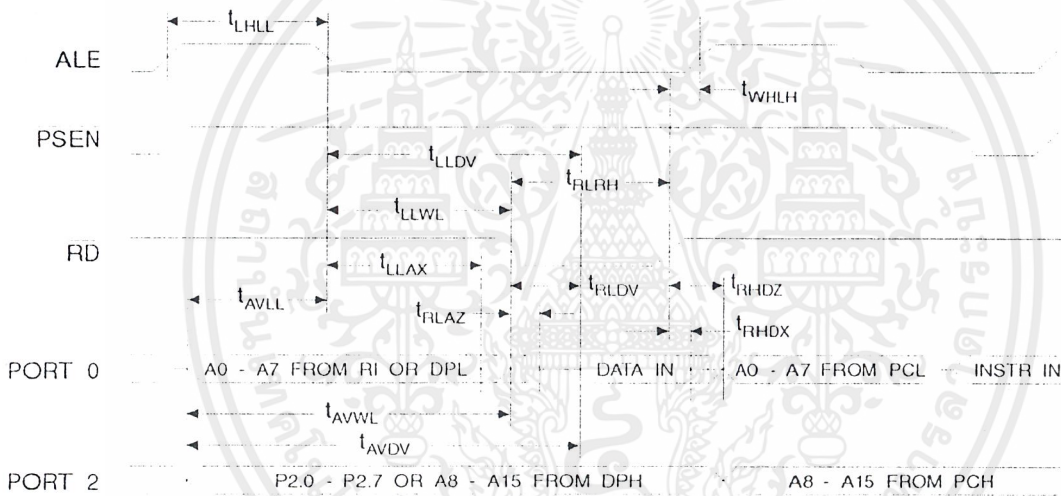 tLHLL
ALE
tWHLH
PSEN
tLLDV
tRLRH
tLLWL
RD
tLLAX
tAVLL
tRLAZ
tRLDV
tRHDZ
tRHDX
PORT 0 A0 - A7 FROM RI OR DPL DATA IN A0 - A7 FROM PCL INSTR IN
tAVWL
tAVDV
PORT 2 P2.0 - P2.7 OR A8 - A15 FROM DPH A8 - A15 FROM PCH